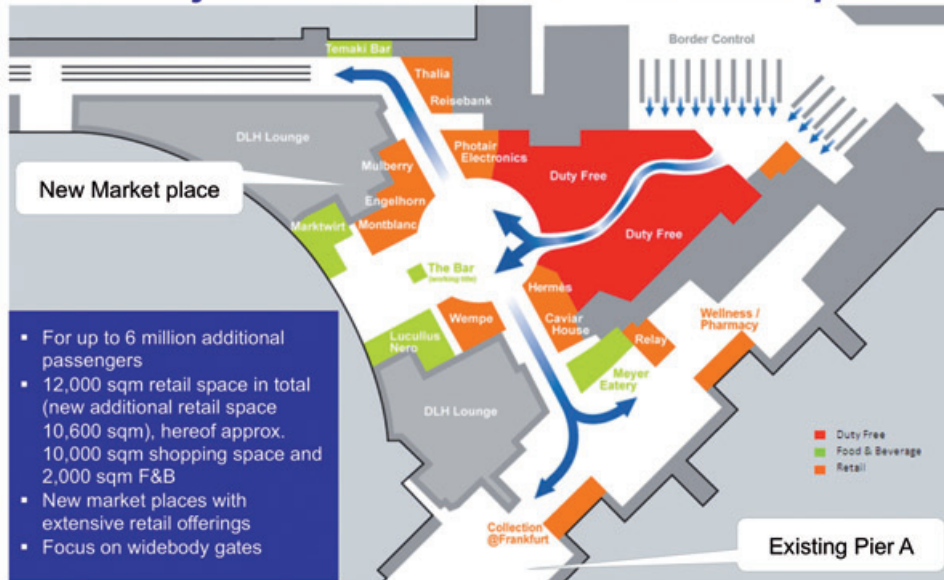 Temaki Bar
Border Control
Thalia
Reisebank
DLH Lounge
Photair
Electronics
Mulberry
Duty Free
New Market place
Engelhorn
Marktwirt
Montblanc
Duty Free
The Bar
(working title)
Hermès
Wempe
Caviar
House
Wellness /
Pharmacy
Lucullus
Nero
Relay
Meyer
Eatery
DLH Lounge
▪ For up to 6 million additional
passengers
▪ 12,000 sqm retail space in total
(new additional retail space
10,600 sqm), hereof approx.
10,000 sqm shopping space and
2,000 sqm F&B
▪ New market places with
extensive retail offerings
▪ Focus on widebody gates
Duty Free
Food & Beverage
Retail
Collection
@Frankfurt
Existing Pier A